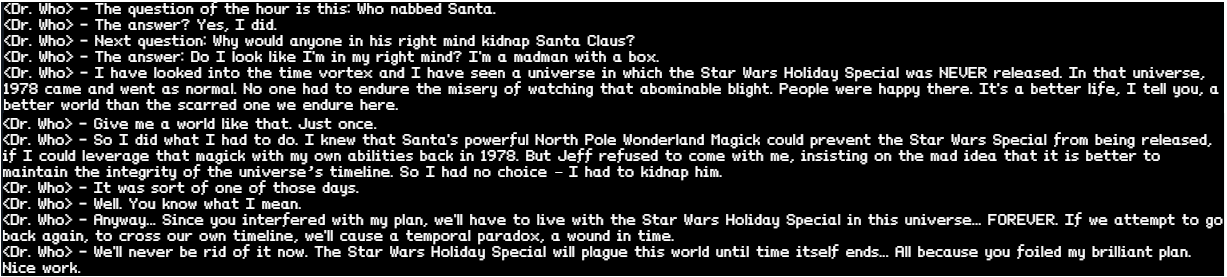 <Dr. Who> - The question of the hour is this: Who nabbed Santa.
<Dr. Who> - The answer? Yes, I did.
<Dr. Who> - Next question: Why would anyone in his right mind kidnap Santa Claus?
<Dr. Who> - The answer: Do I look like I'm in my right mind? I'm a madman with a box.
<Dr. Who> - I have looked into the time vortex and I have seen a universe in which the Star Wars Holiday Special was NEVER released. In that universe,
1978 came and went as normal. No one had to endure the misery of watching that abominable blight. People were happy there. It's a better life, I tell you, a
better world than the scarred one we endure here.
<Dr. Who> - Give me a world like that. Just once.
<Dr. Who> - So I did what I had to do. I knew that Santa's powerful North Pole Wonderland Magick could prevent the Star Wars Special from being released,
if I could leverage that magick with my own abilities back in 1978. But Jeff refused to come with me, insisting on the mad idea that it is better to
maintain the integrity of the universe's timeline. So I had no choice – I had to kidnap him.
<Dr. Who> - It was sort of one of those days.
<Dr. Who> - Well. You know what I mean.
<Dr. Who> - Anyway... Since you interfered with my plan, we'll have to live with the Star Wars Holiday Special in this universe... FOREVER. If we attempt to go
back again, to cross our own timeline, we'll cause a temporal paradox, a wound in time.
<Dr. Who> - We'll never be rid of it now. The Star Wars Holiday Special will plague this world until time itself ends... All because you foiled my brilliant plan.
Nice work.